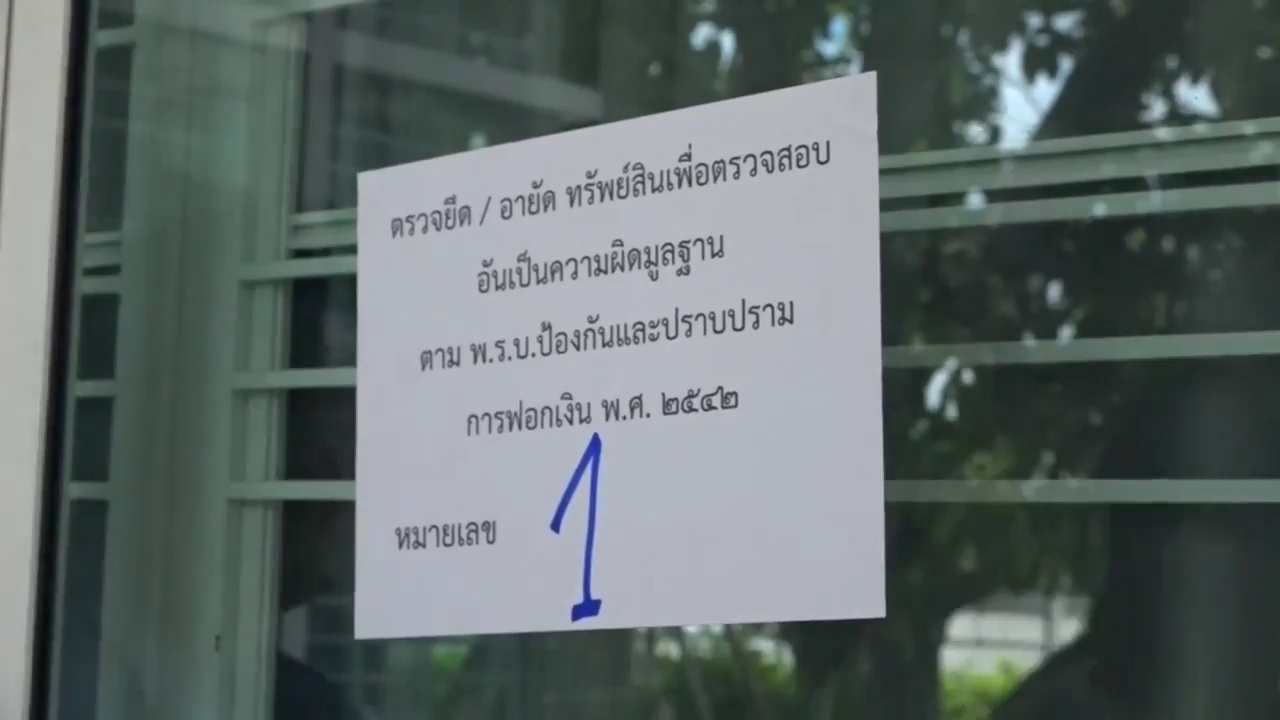 ตรวจยึด / อายัด ทรัพย์สินเพื่อตรวจสอบ
อันเป็นความผิดมูลฐาน
ตาม พ.ร.บ.ป้องกันและปราบปราม
การฟอกเงิน พ.ศ. ๒๕๔๒
หมายเลข 1